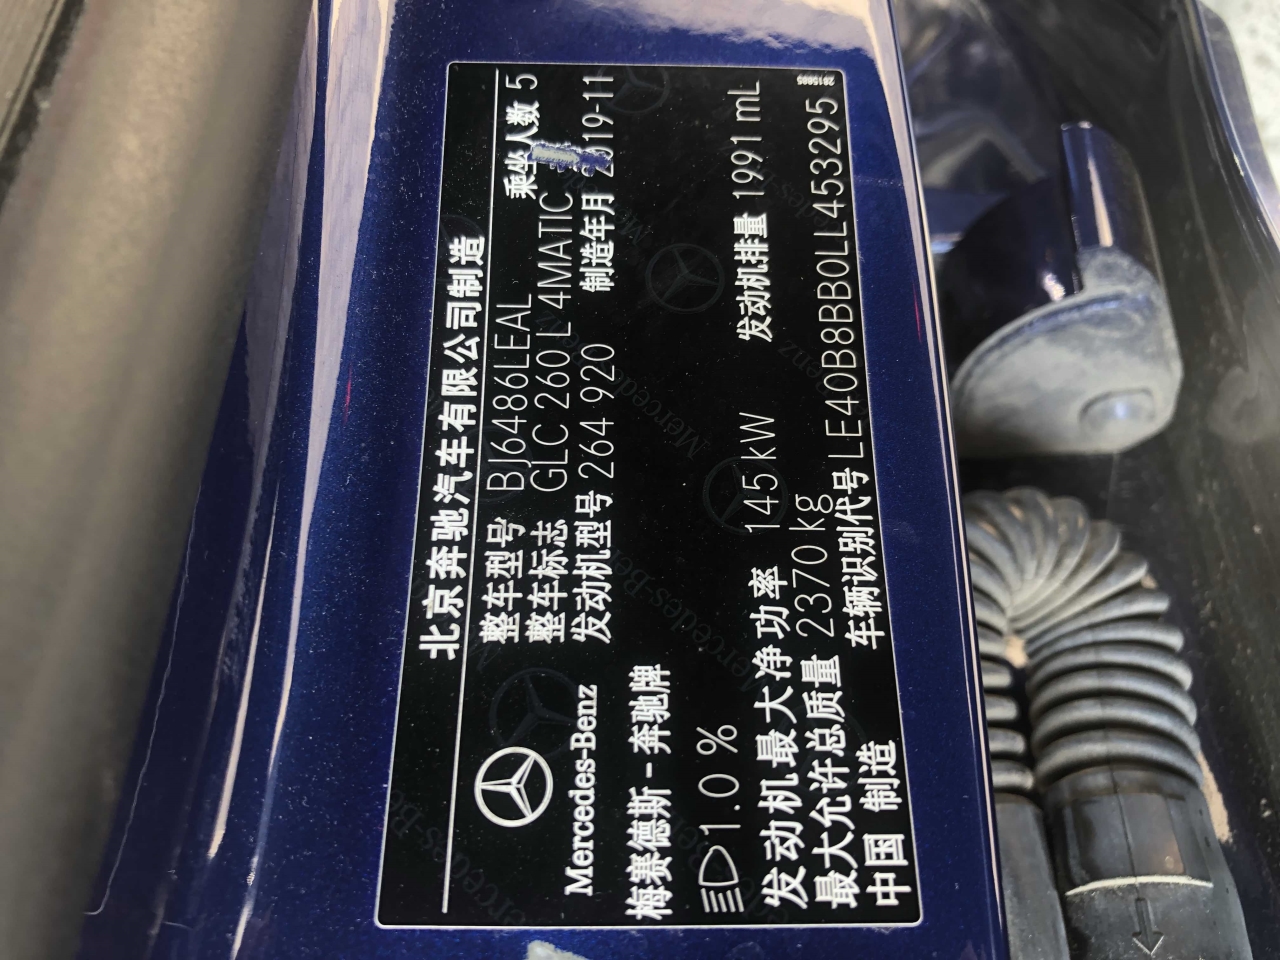 北京奔驰汽车有限公司制造
整车型号 BJ6486LEAL 乘坐人数 5
整车标志 GLC 260 L 4MATIC
发动机型号 264 920 制造年月 2019-11
Mercedes-Benz
梅赛德斯-奔驰牌
1.0 %
发动机最大净功率 145 kW 发动机排量 1991 mL
最大允许总质量 2370 kg
中国 制造 车辆识别代号 LE40B8BB0LL453295
2615085